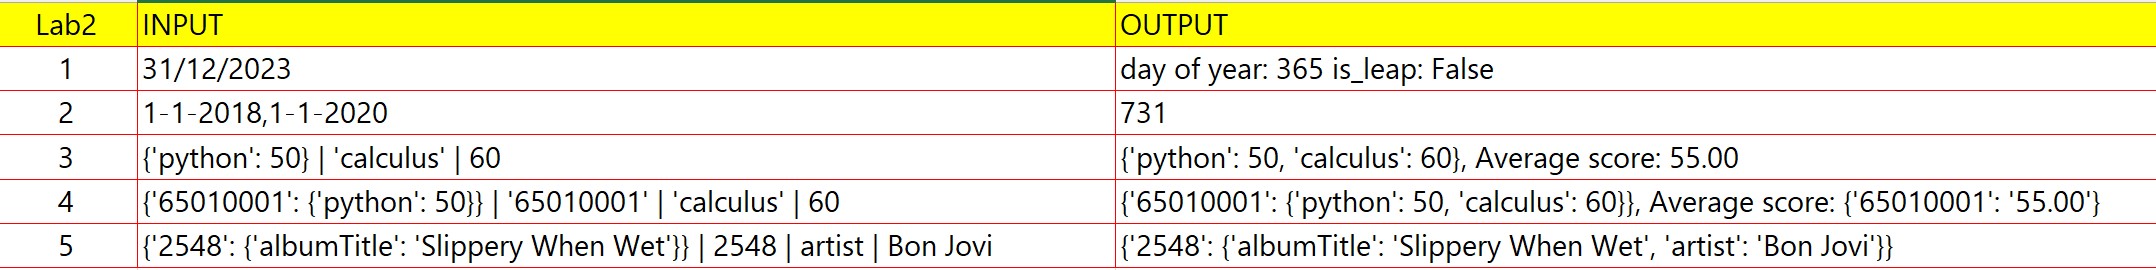 Lab2 INPUT OUTPUT
1 31/12/2023 day of year: 365 is_leap: False
2 1-1-2018,1-1-2020 731
3 {'python': 50} | 'calculus' | 60 {'python': 50, 'calculus': 60}, Average score: 55.00
4 {'65010001': {'python': 50}} | '65010001' | 'calculus' | 60 {'65010001': {'python': 50, 'calculus': 60}}, Average score: {'65010001': '55.00'}
5 {'2548': {'albumTitle': 'Slippery When Wet'}} | 2548 | artist | Bon Jovi {'2548': {'albumTitle': 'Slippery When Wet', 'artist': 'Bon Jovi'}}